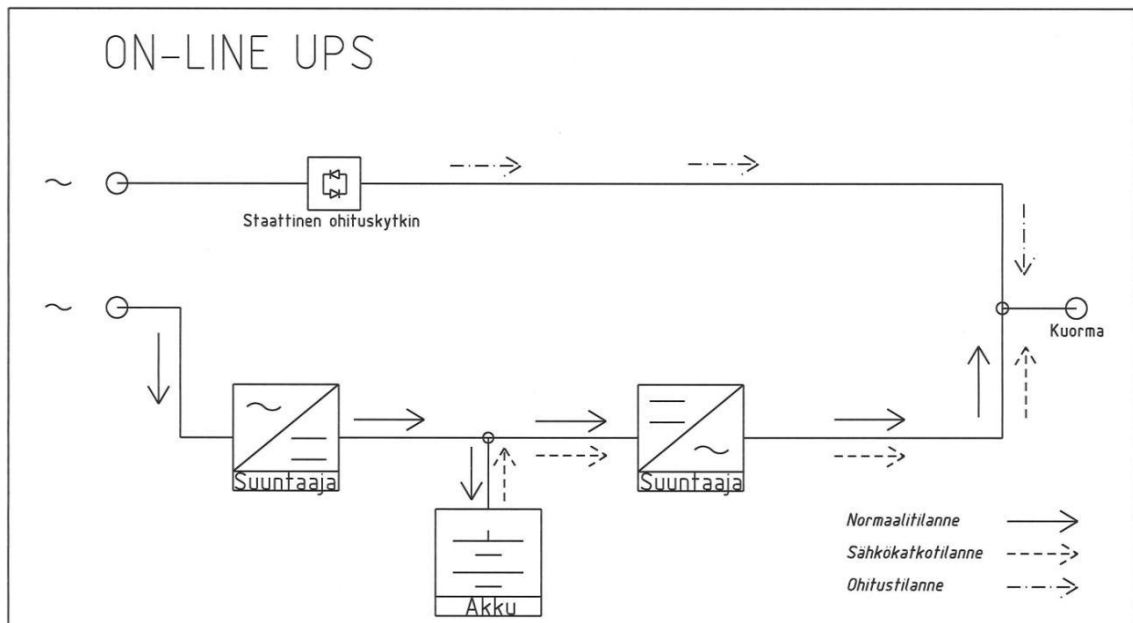 ON-LINE UPS
~
Staattinen ohituskytkin
~
Kuorma
~
Suuntaaja
~
Suuntaaja
Akku
Normaalitilanne
Sähkökatkotilanne
Ohitustilanne